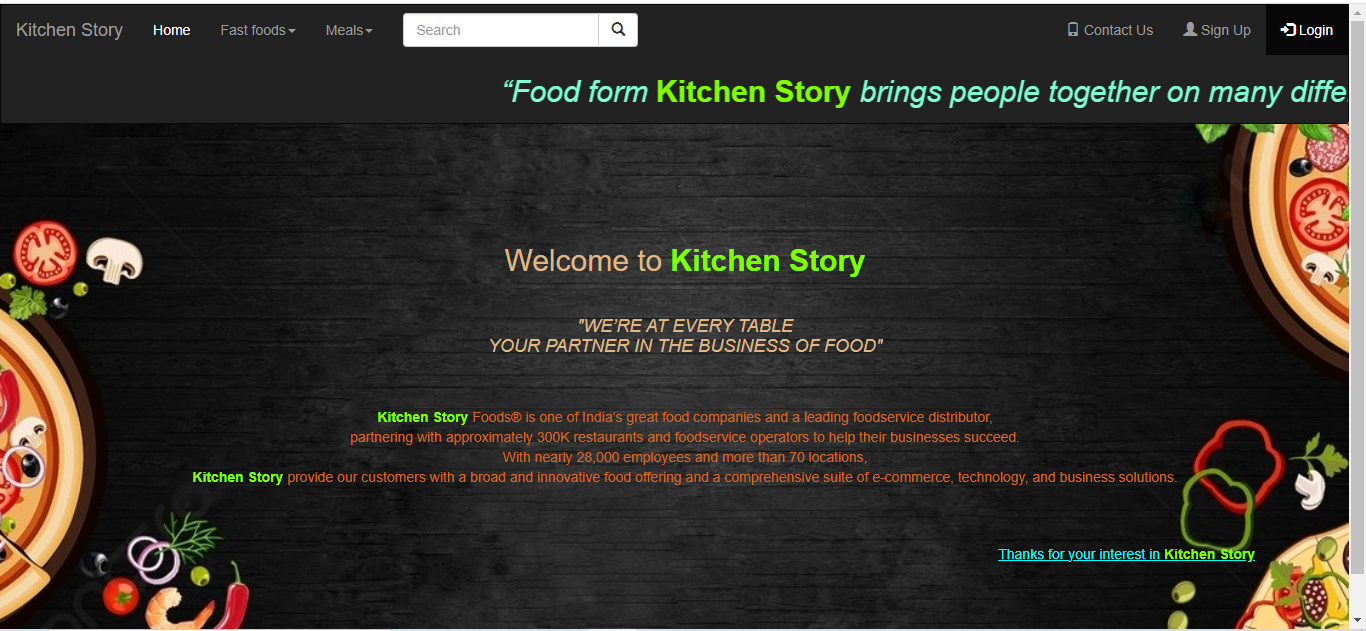 Kitchen Story Home Fast foods Meals Search Contact Us Sign Up Login
“Food form Kitchen Story brings people together on many diffe
Welcome to Kitchen Story
"WE'RE AT EVERY TABLE
YOUR PARTNER IN THE BUSINESS OF FOOD"
Kitchen Story Foods® is one of India's great food companies and a leading foodservice distributor,
partnering with approximately 300K restaurants and foodservice operators to help their businesses succeed.
With nearly 28,000 employees and more than 70 locations,
Kitchen Story provide our customers with a broad and innovative food offering and a comprehensive suite of e-commerce, technology, and business solutions.
Thanks for your interest in Kitchen Story